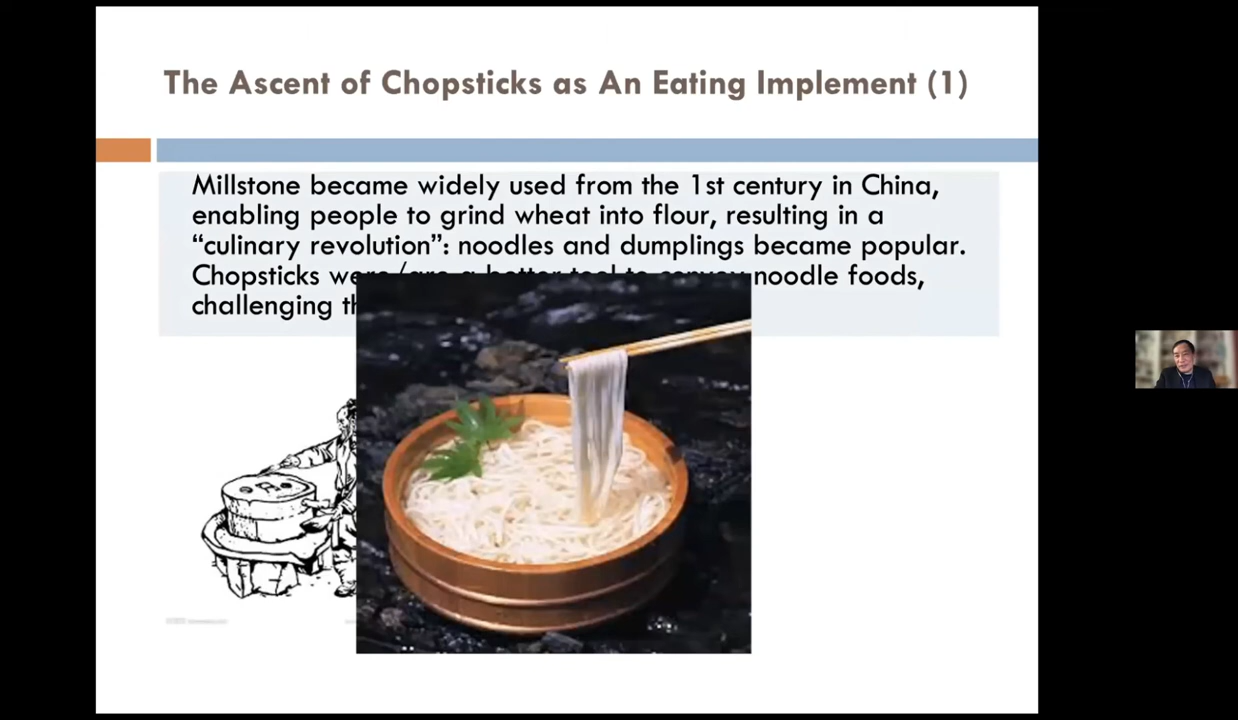 The Ascent of Chopsticks as An Eating Implement (1)
Millstone became widely used from the 1st century in China,
enabling people to grind wheat into flour, resulting in a
“culinary revolution”: noodles and dumplings became popular.
Chopsticks were/are a better tool to convey noodle foods,
challenging